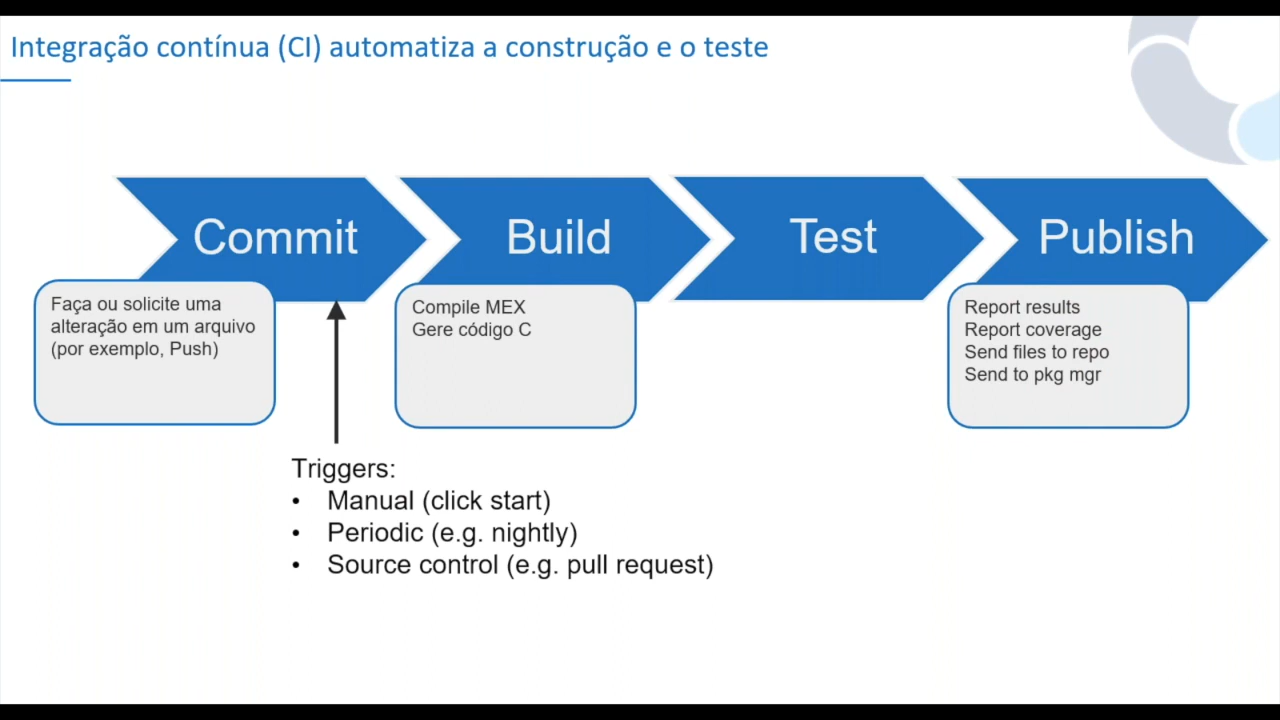 Integração contínua (CI) automatiza a construção e o teste
Commit
Build
Test
Publish
Faça ou solicite uma
alteração em um arquivo
(por exemplo, Push)
Compile MEX
Gere código C
Report results
Report coverage
Send files to repo
Send to pkg mgr
Triggers:
• Manual (click start)
• Periodic (e.g. nightly)
• Source control (e.g. pull request)